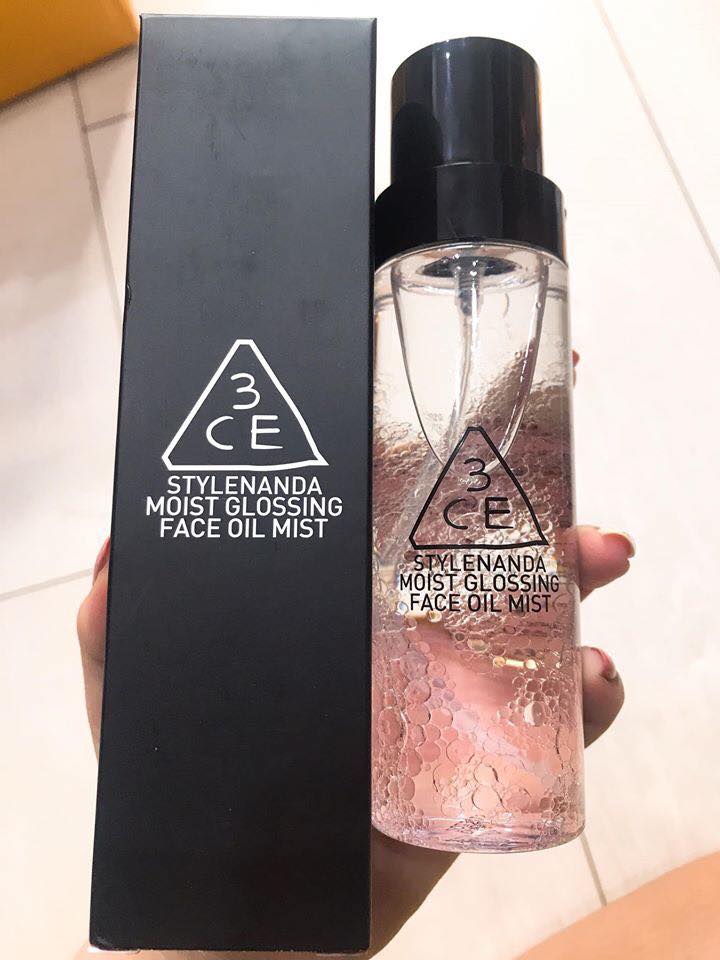 3
CE
STYLENANDA
MOIST GLOSSING
FACE OIL MIST
3
CE
STYLENANDA
MOIST GLOSSING
FACE OIL MIST